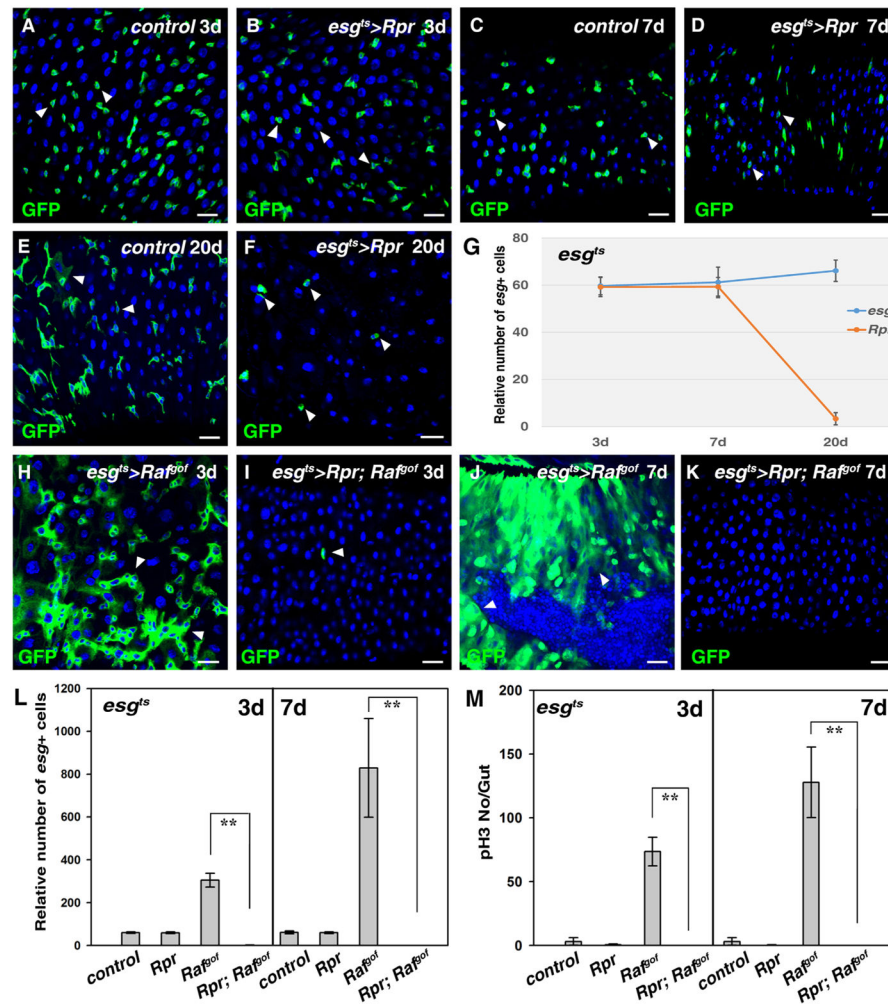 A control 3d
GFP
B esgᵗˢ>Rpr 3d
GFP
C control 7d
GFP
D esgᵗˢ>Rpr 7d
GFP
E control 20d
GFP
F esgᵗˢ>Rpr 20d
GFP
G esgᵗˢ
Relative number of esg+ cells
80
60
40
20
0
3d 7d 20d
esg
H esgᵗˢ>Rafᵍᵒᶠ 3d
GFP
I esgᵗˢ>Rpr; Rafᵍᵒᶠ 3d
GFP
J esgᵗˢ>Rafᵍᵒᶠ 7d
GFP
K esgᵗˢ>Rpr; Rafᵍᵒᶠ 7d
GFP
L esgᵗˢ 3d 7d
Relative number of esg+ cells
1200
1000
800
600
400
200
0
**
**
control Rpr Rafᵍᵒᶠ Rpr; Rafᵍᵒᶠ control Rpr Rafᵍᵒᶠ Rpr; Rafᵍᵒᶠ
M esgᵗˢ 3d 7d
pH3 No/Gut
200
150
100
50
0
**
**
control Rpr Rafᵍᵒᶠ Rpr; Rafᵍᵒᶠ control Rpr Rafᵍᵒᶠ Rpr; Rafᵍᵒᶠ